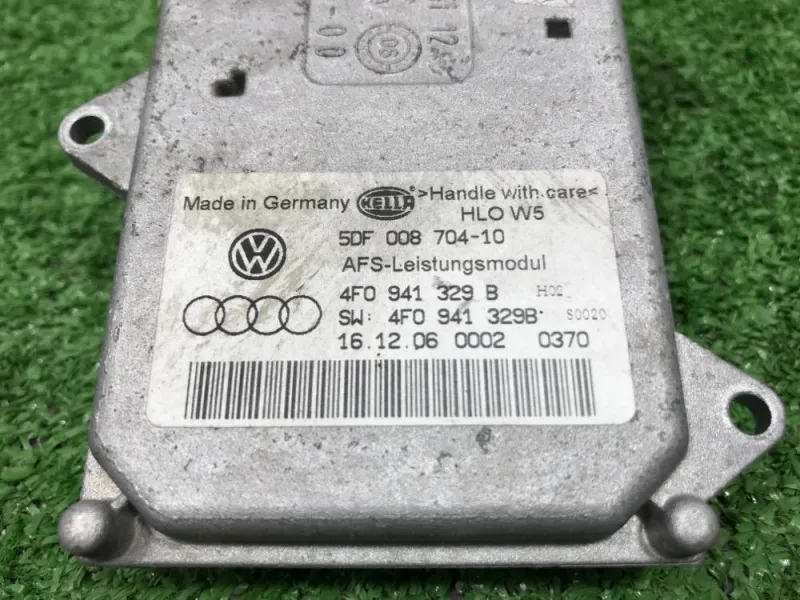 Made in Germany HELLA® >Handle with care<
HLO W5
5DF 008 704-10
AFS-Leistungsmodul
4F0 941 329 B H02
SW: 4F0 941 329B S0020
16.12.06 0002 0370